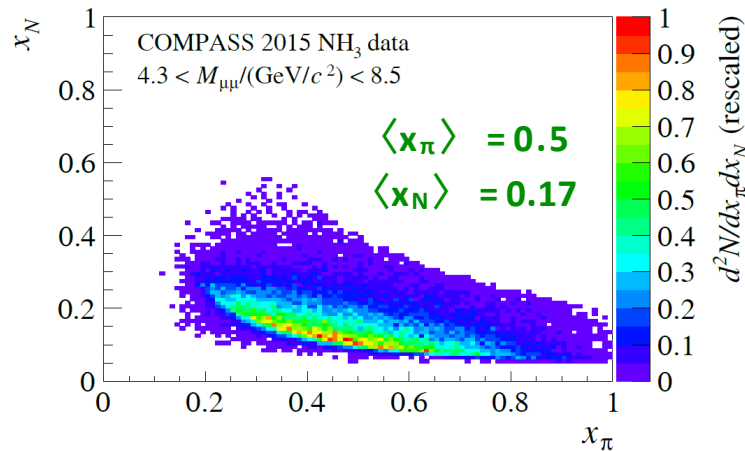 x_N
COMPASS 2015 NH₃ data
4.3 < M_μμ/(GeV/c²) < 8.5
⟨x_π⟩ = 0.5
⟨x_N⟩ = 0.17
1
0.8
0.6
0.4
0.2
0
0 0.2 0.4 0.6 0.8 1
x_π
1
0.9
0.8
0.7
0.6
0.5
0.4
0.3
0.2
0.1
0
d²N/dx_πdx_N (rescaled)